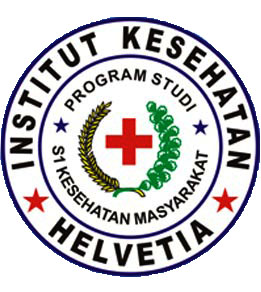 INSTITUT KESEHATAN
HELVETIA
PROGRAM STUDI
S1 KESEHATAN MASYARAKAT